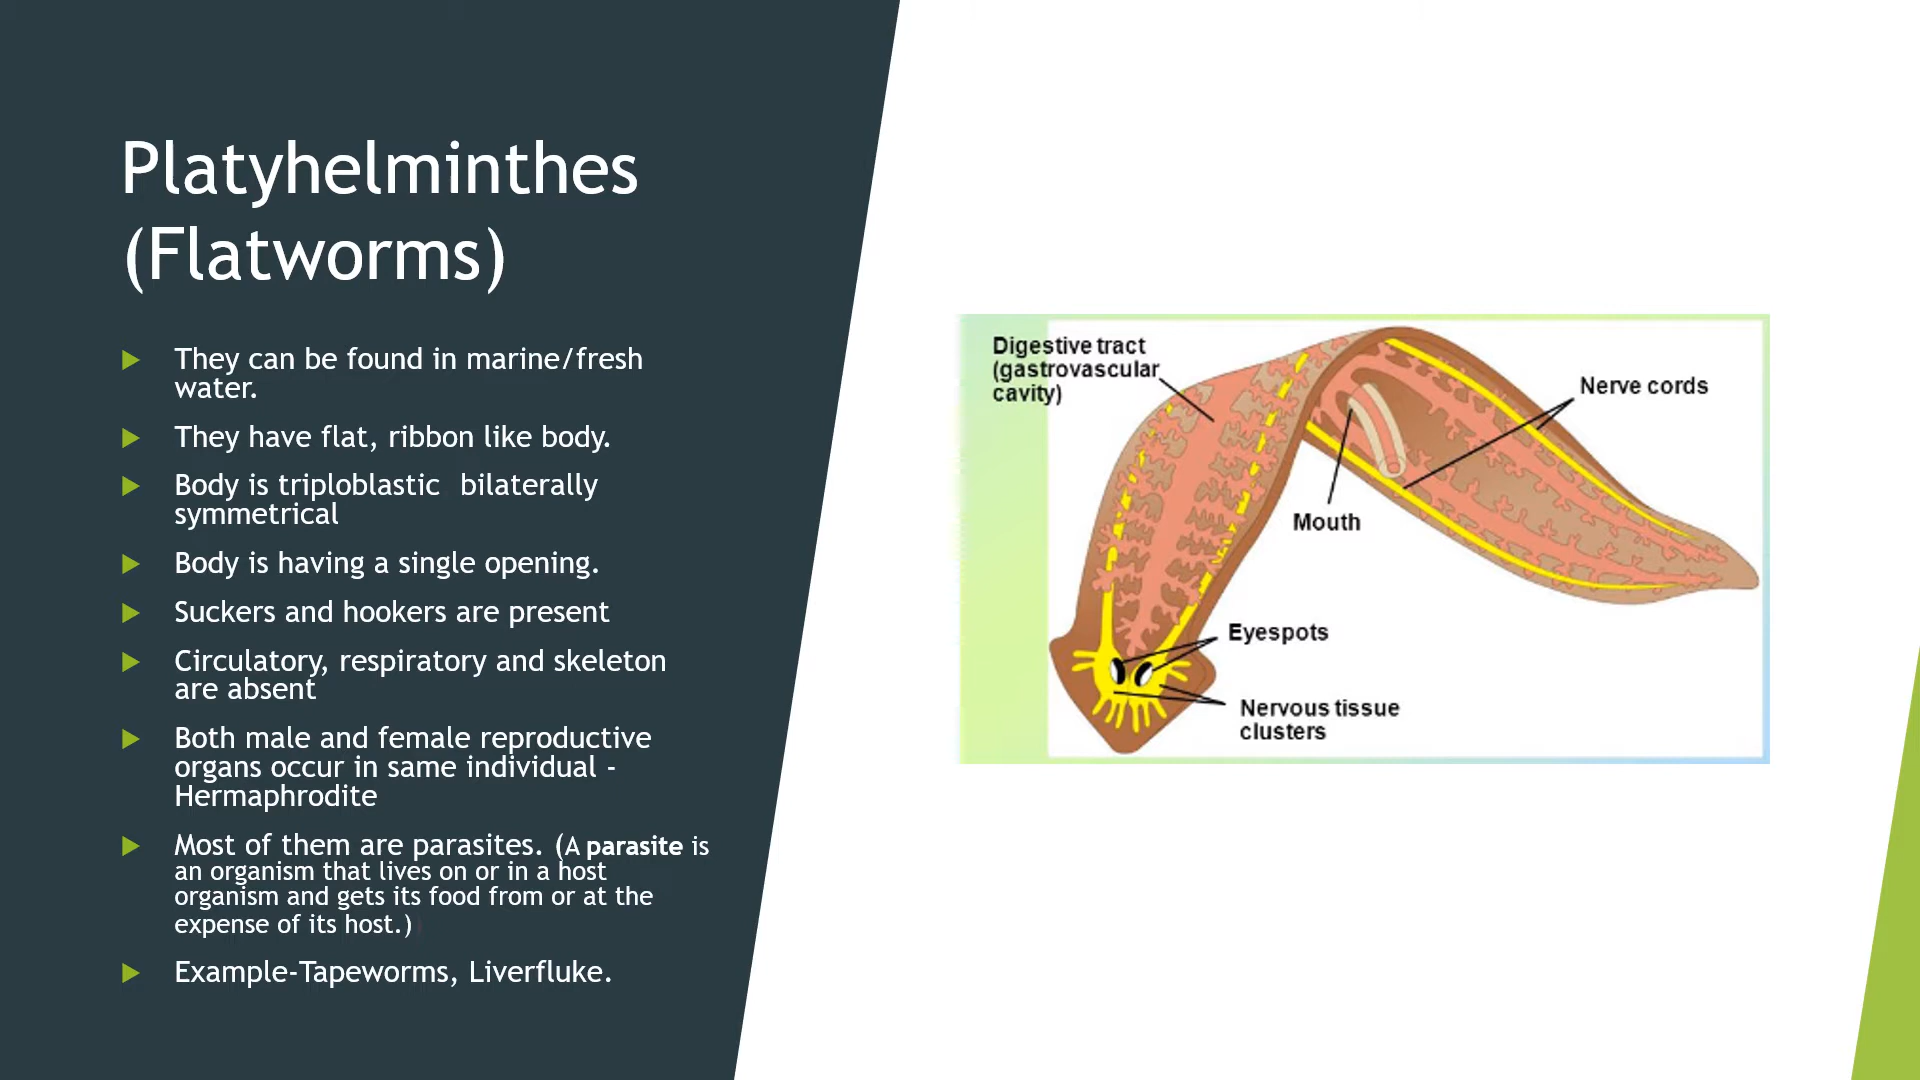 Platyhelminthes
(Flatworms)
They can be found in marine/fresh
water.
They have flat, ribbon like body.
Body is triploblastic  bilaterally
symmetrical
Body is having a single opening.
Suckers and hookers are present
Circulatory, respiratory and skeleton
are absent
Both male and female reproductive
organs occur in same individual -
Hermaphrodite
Most of them are parasites. (A parasite is
an organism that lives on or in a host
organism and gets its food from or at the
expense of its host.)
Example-Tapeworms, Liverfluke.
Digestive tract
(gastrovascular
cavity)
Nerve cords
Mouth
Eyespots
Nervous tissue
clusters